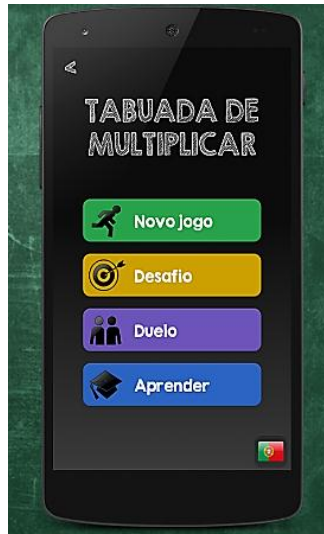 TABUADA DE
MULTIPLICAR
Novo jogo
Desafio
Duelo
Aprender